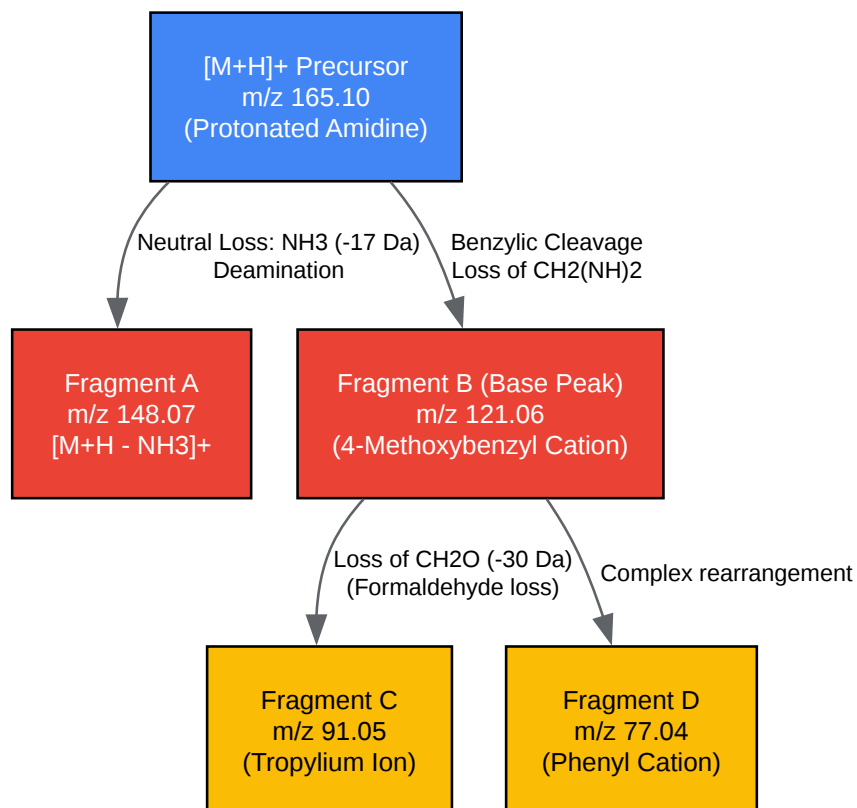 [M+H]+ Precursor
m/z 165.10
(Protonated Amidine)
Neutral Loss: NH3 (-17 Da)
Deamination
Benzylic Cleavage
Loss of CH2(NH)2
Fragment A
m/z 148.07
[M+H - NH3]+
Fragment B (Base Peak)
m/z 121.06
(4-Methoxybenzyl Cation)
Loss of CH2O (-30 Da)
(Formaldehyde loss)
Complex rearrangement
Fragment C
m/z 91.05
(Tropylium Ion)
Fragment D
m/z 77.04
(Phenyl Cation)